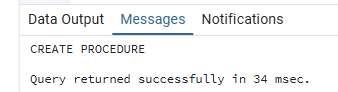 Data Output Messages Notifications
CREATE PROCEDURE
Query returned successfully in 34 msec.